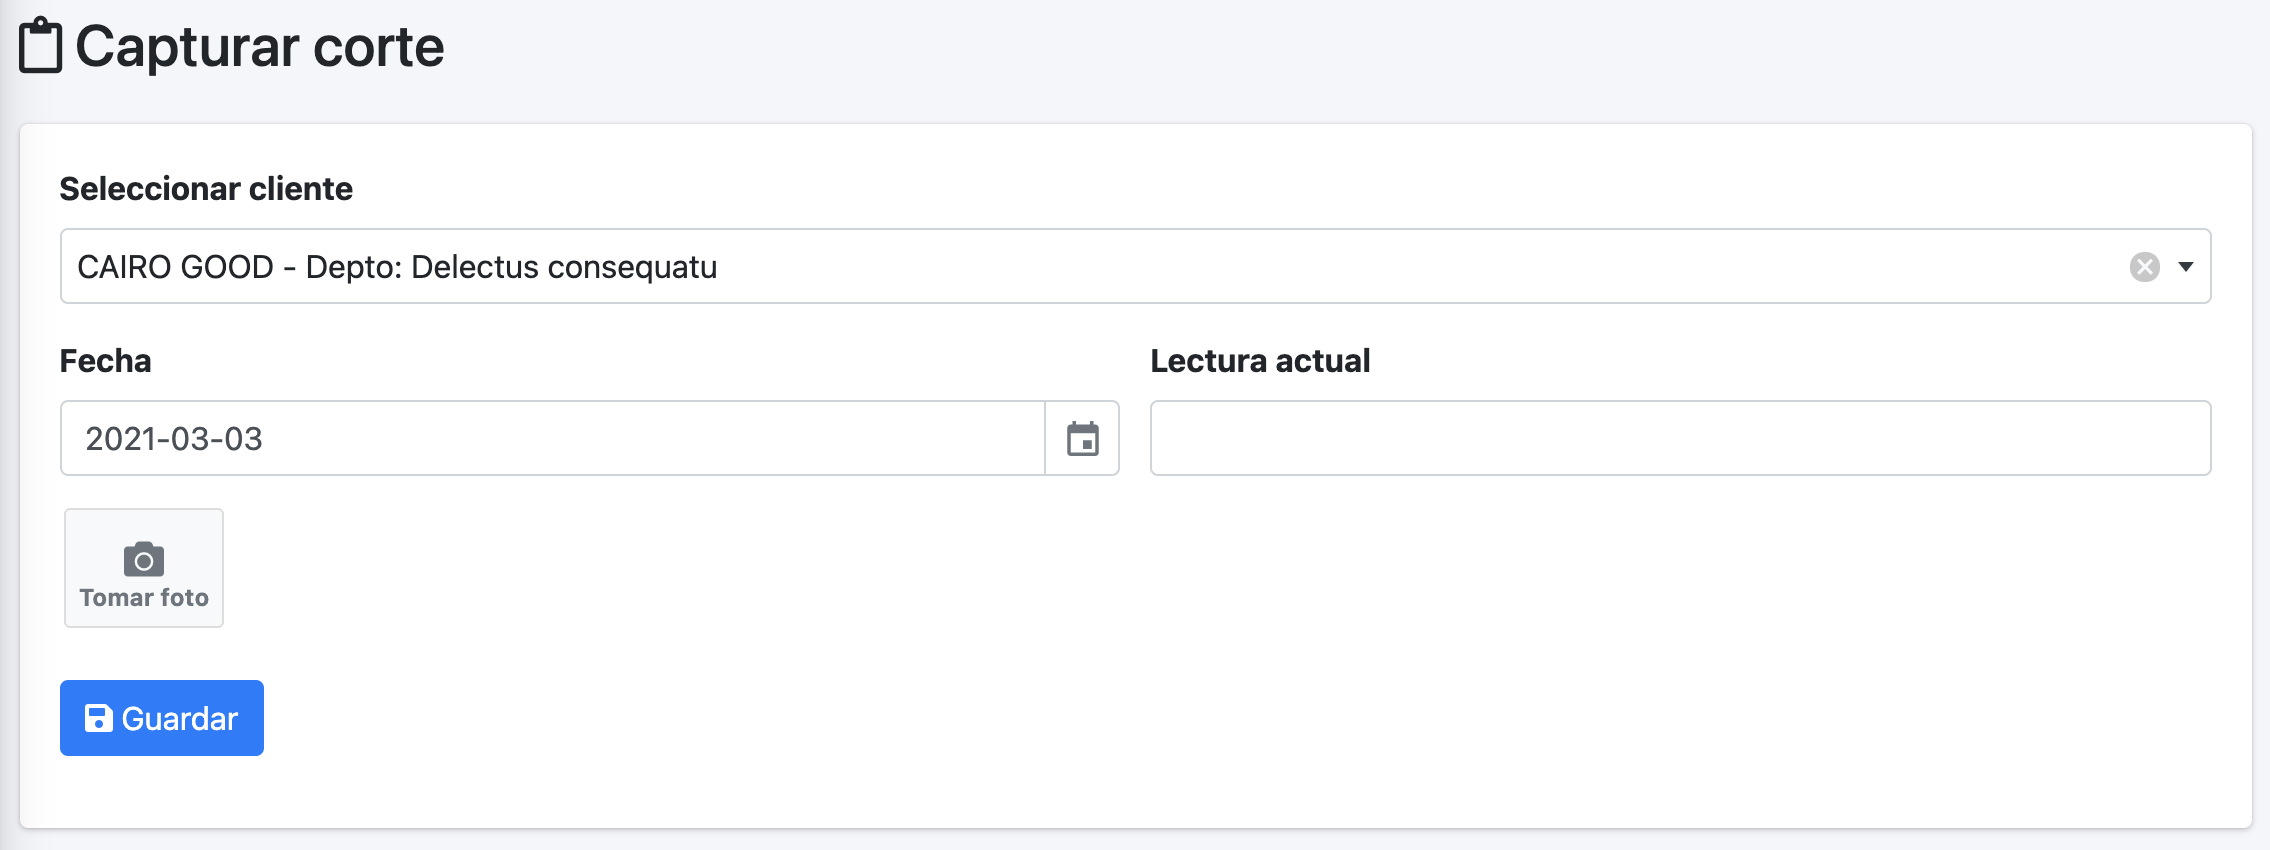 Capturar corte
Seleccionar cliente
CAIRO GOOD - Depto: Delectus consequatu
Fecha
Lectura actual
2021-03-03
Tomar foto
Guardar